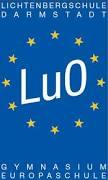 LICHTENBERGSCHULE
DARMSTADT
LuO
GYMNASIUM
EUROPASCHULE